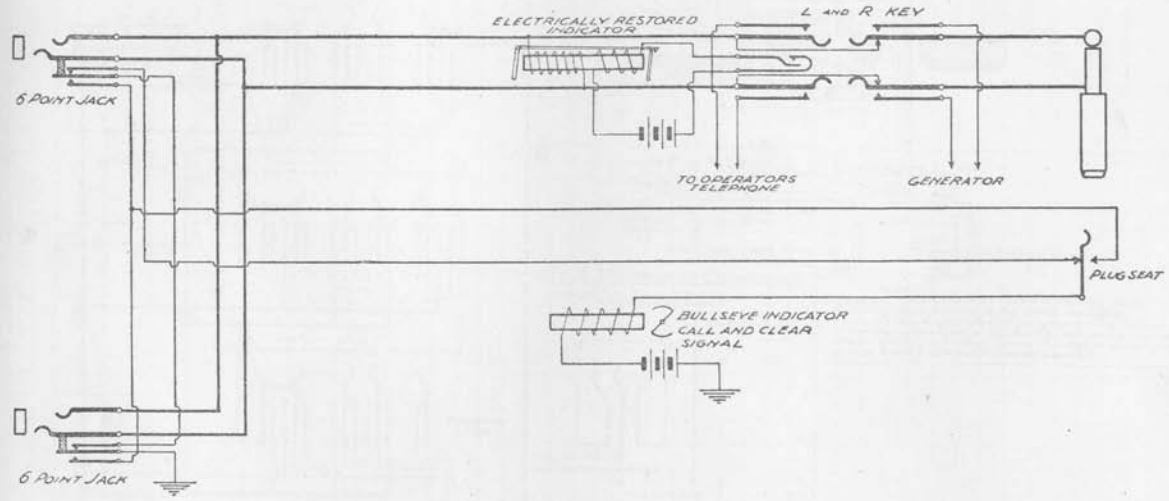 L AND R KEY
ELECTRICALLY RESTORED
INDICATOR
6 POINT JACK
TO OPERATORS
TELEPHONE
GENERATOR
PLUG SEAT
BULLSEYE INDICATOR
CALL AND CLEAR
SIGNAL
6 POINT JACK